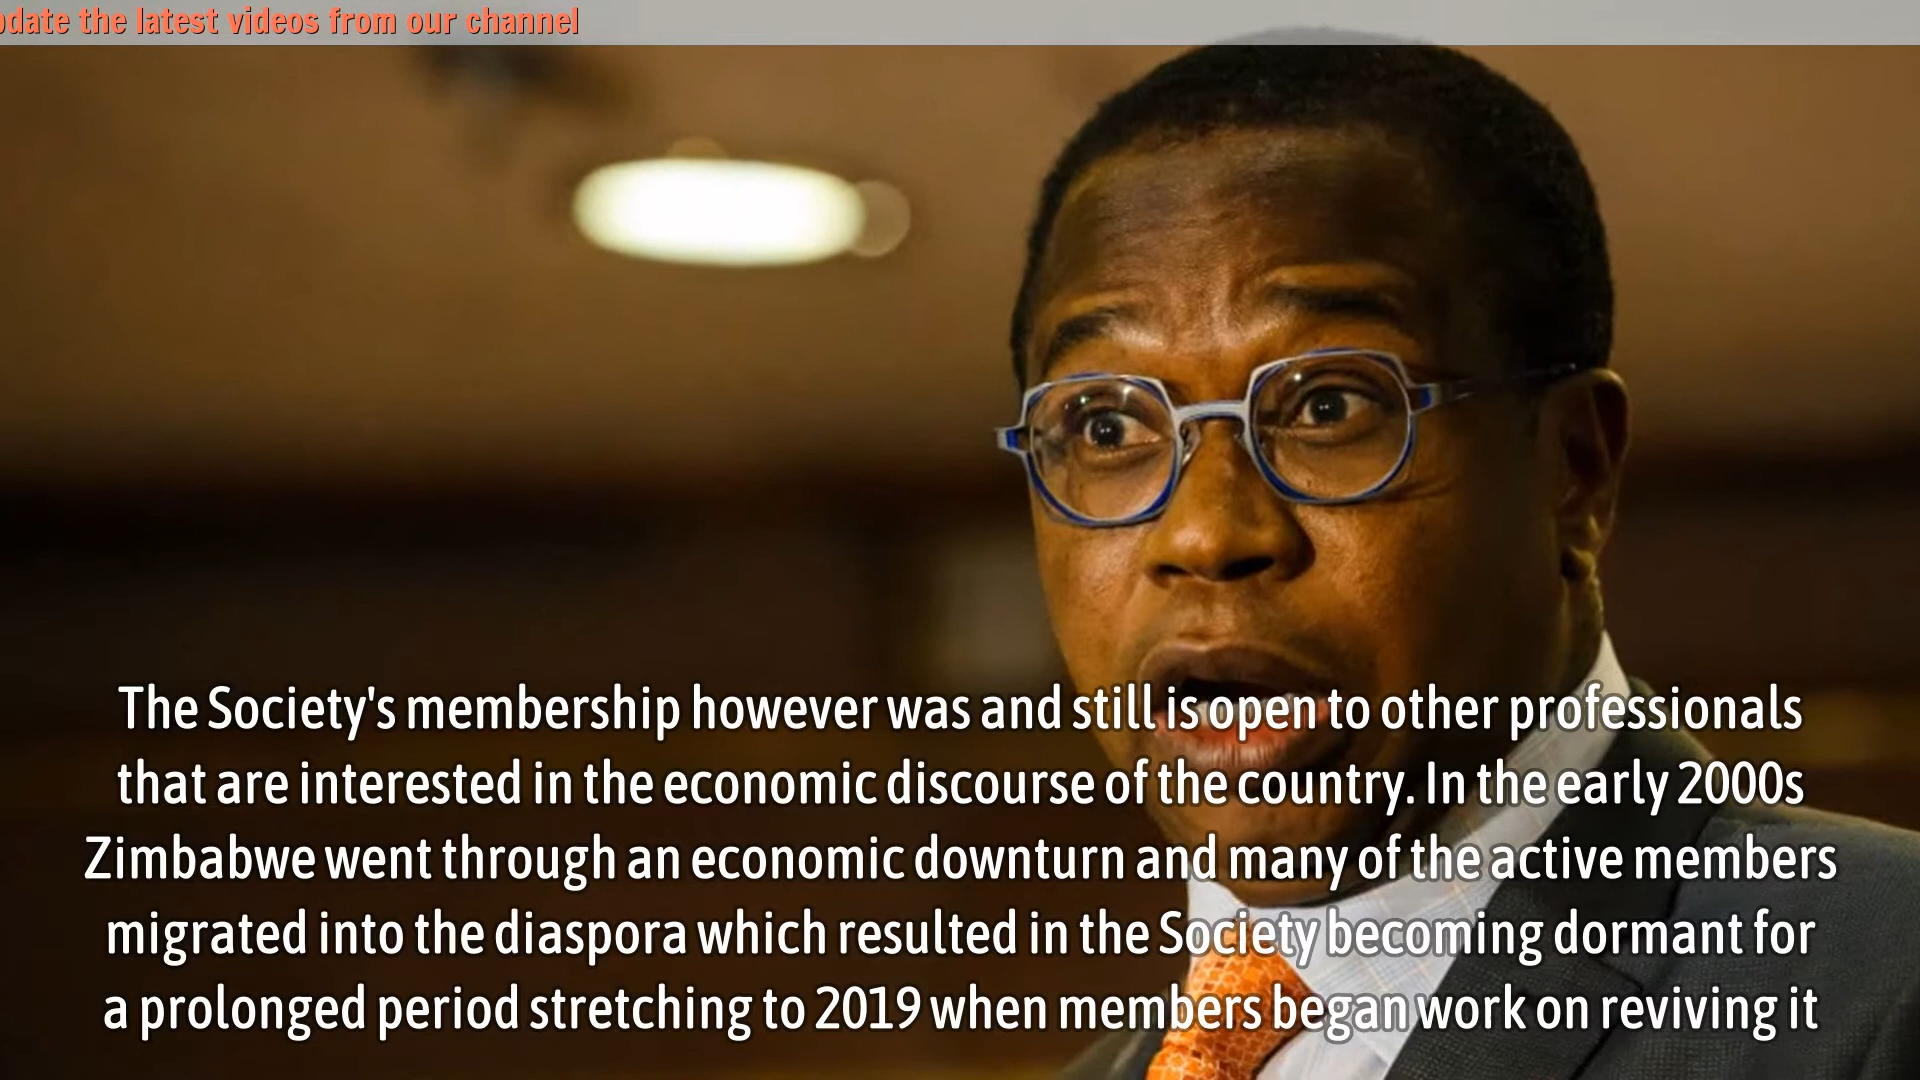 the latest videos from our channel
The Society's membership however was and still is open to other professionals
that are interested in the economic discourse of the country. In the early 2000s
Zimbabwe went through an economic downturn and many of the active members
migrated into the diaspora which resulted in the Society becoming dormant for
a prolonged period stretching to 2019 when members began work on reviving it